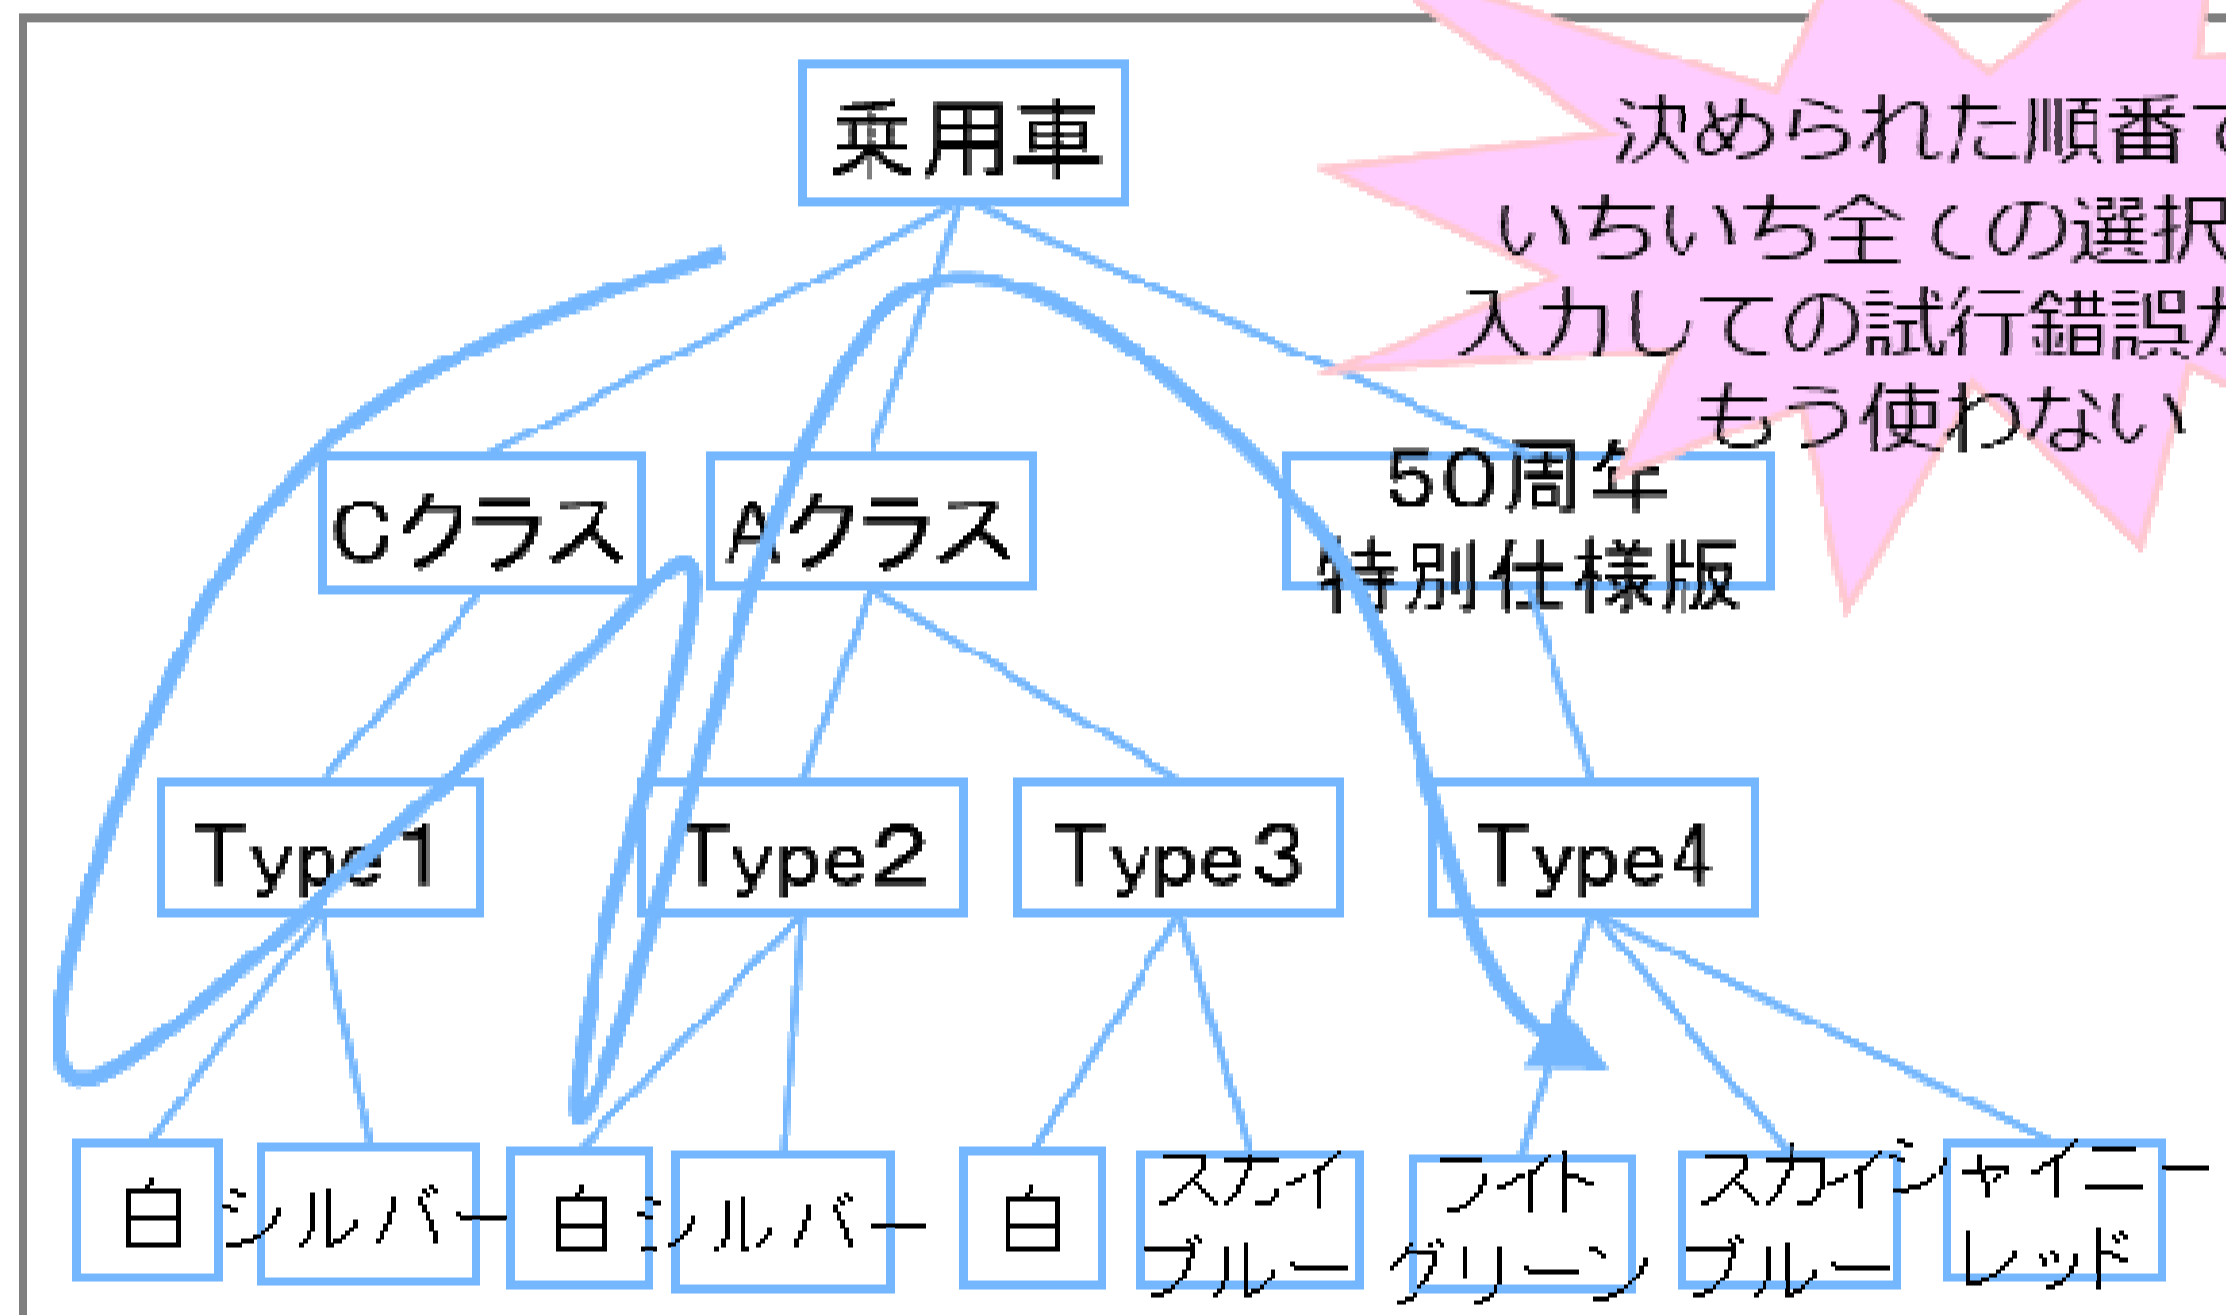 乗用車
決められた順番で
いちいち全ての選択
入力しての試行錯誤が
もう使わない
Cクラス
Aクラス
50周年
特別仕様版
Type1
Type2
Type3
Type4
白
シルバー
白
シルバー
白
スカイ
ブルー
ライト
グリーン
スカイ
ブルー
シャイニー
レッド